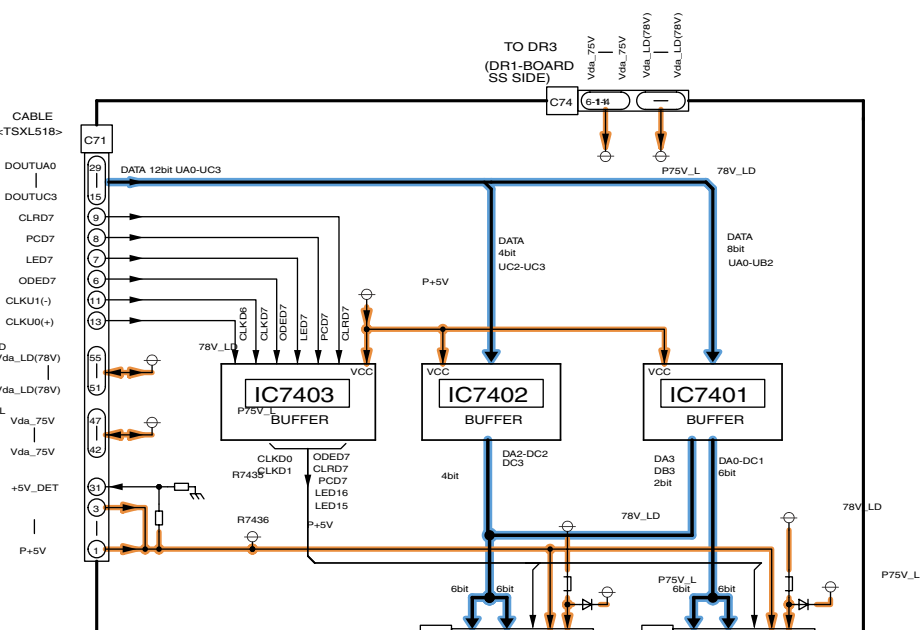 TO DR3
(DR1-BOARD
SS SIDE)
Vda_75V
Vda_75V
Vda_LD(78V)
Vda_LD(78V)
C74
CABLE
<TSXL518>
C71
P75V_L
78V_LD
DOUTUA0
DOUTUC3
29
15
DATA 12bit UA0-UC3
CLRD7
9
PCD7
8
LED7
7
ODED7
6
CLKU1(-)
11
CLKU0(+)
13
DATA
4bit
UC2-UC3
DATA
8bit
UA0-UB2
P+5V
CLKD6
CLKD7
ODED7
LED7
PCD7
CLRD7
78V_LD
Vda_LD(78V)
55
51
Vda_LD(78V)
VCC
VCC
VCC
IC7403
BUFFER
P75V_L
IC7402
BUFFER
IC7401
BUFFER
Vda_75V
47
42
Vda_75V
CLKD0
CLKD1
ODED7
CLRD7
PCD7
LED16
LED15
R7435
4bit
DA2-DC2
DC3
DA3
DB3
2bit
DA0-DC1
6bit
+5V_DET
31
3
P+5V
1
R7436
P+5V
78V_LD
78V_LD
6bit
6bit
P75V_L
6bit
6bit
P75V_L